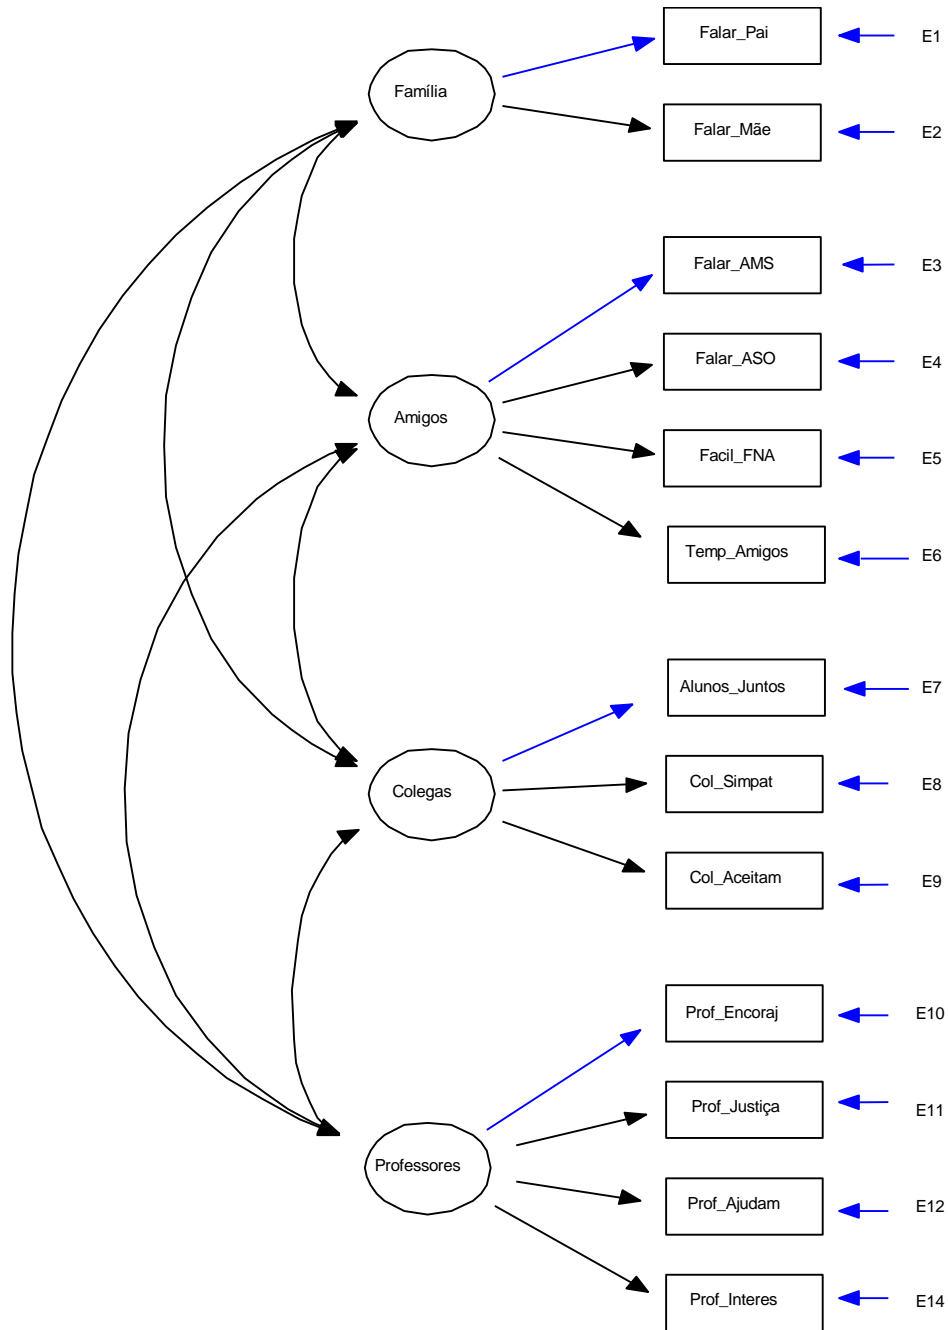 Falar_Pai
E1
Família
Falar_Mãe
E2
Falar_AMS
E3
Falar_ASO
E4
Amigos
Facil_FNA
E5
Temp_Amigos
E6
Alunos_Juntos
E7
Col_Simpat
E8
Colegas
Col_Aceitam
E9
Prof_Encoraj
E10
Prof_Justiça
E11
Professores
Prof_Ajudam
E12
Prof_Interes
E14